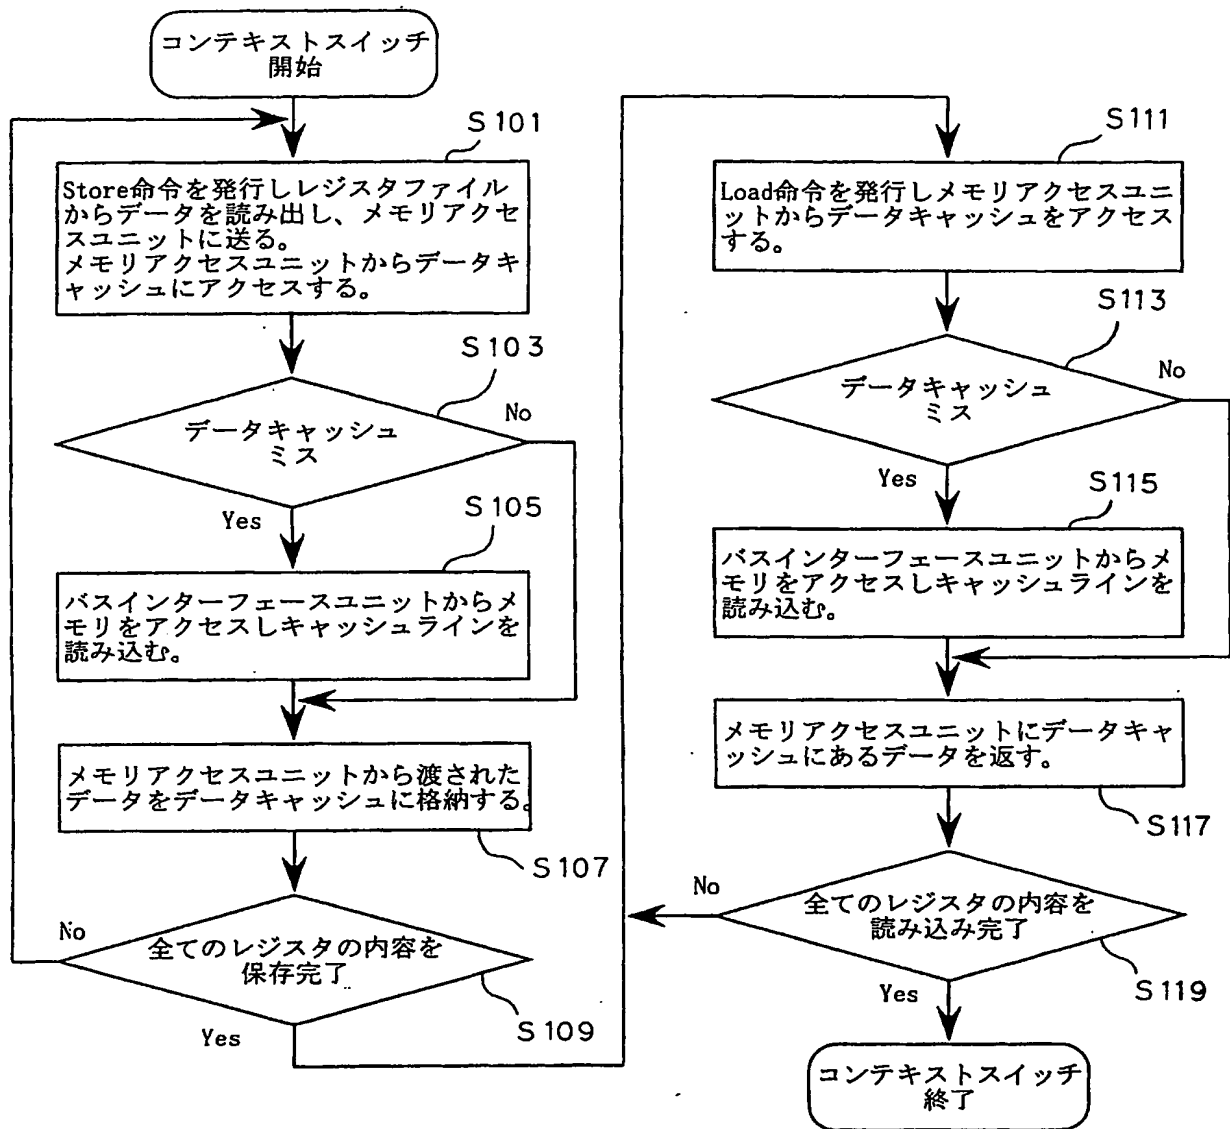 コンテキストスイッチ
開始
S101
Store命令を発行しレジスタファイル
からデータを読み出し、メモリアクセ
スユニットに送る。
メモリアクセスユニットからデータキ
ャッシュにアクセスする。
S103
データキャッシュ
ミス
No
Yes
S105
バスインターフェースユニットからメ
モリをアクセスしキャッシュラインを
読み込む。
メモリアクセスユニットから渡された
データをデータキャッシュに格納する。
S107
No
全てのレジスタの内容を
保存完了
Yes
S109
S111
Load命令を発行しメモリアクセスユニ
ットからデータキャッシュをアクセス
する。
S113
データキャッシュ
ミス
No
Yes
S115
バスインターフェースユニットからメ
モリをアクセスしキャッシュラインを
読み込む。
メモリアクセスユニットにデータキャ
ッシュにあるデータを返す。
S117
No
全てのレジスタの内容を
読み込み完了
S119
Yes
コンテキストスイッチ
終了